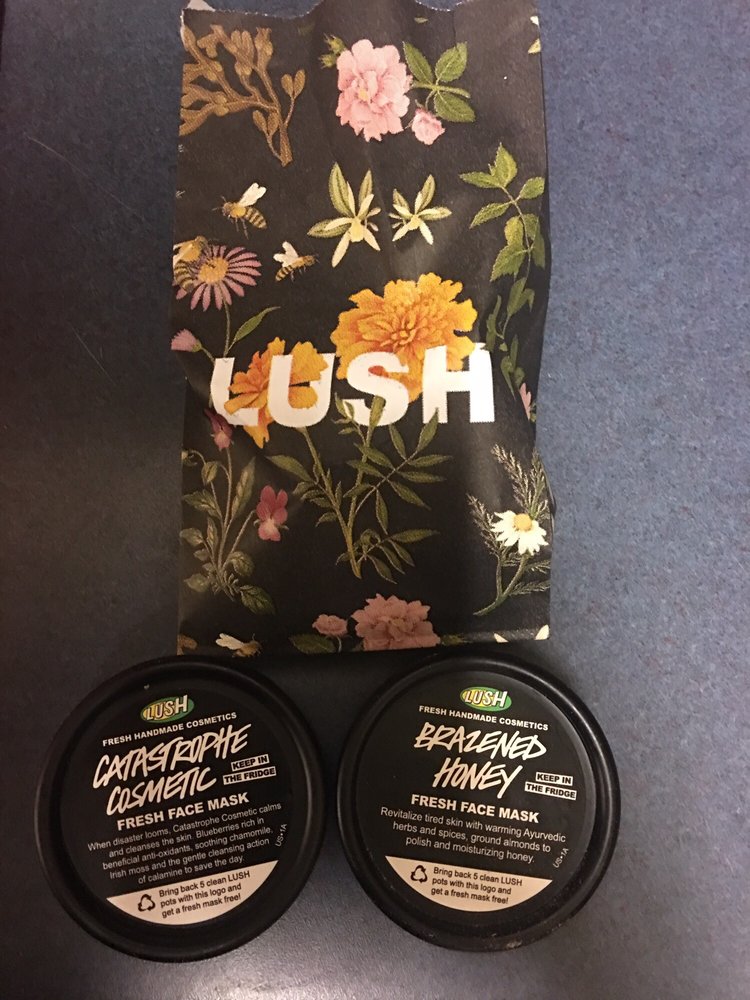 LUSH
LUSH
FRESH HANDMADE COSMETICS
CATASTROPHE
COSMETIC
KEEP IN
THE FRIDGE
FRESH FACE MASK
When disaster looms, Catastrophe Cosmetic calms
and cleanses the skin. Blueberries rich in
beneficial anti-oxidants, soothing chamomile,
Irish moss and the gentle cleansing action
of calamine to save the day.
US•1A
Bring back 5 clean LUSH
pots with this logo and
get a fresh mask free!
LUSH
FRESH HANDMADE COSMETICS
BRAZENED
HONEY
KEEP IN
THE FRIDGE
FRESH FACE MASK
Revitalize tired skin with warming Ayurvedic
herbs and spices, ground almonds to
polish and moisturizing honey.
US•1A
Bring back 5 clean LUSH
pots with this logo and
get a fresh mask free!